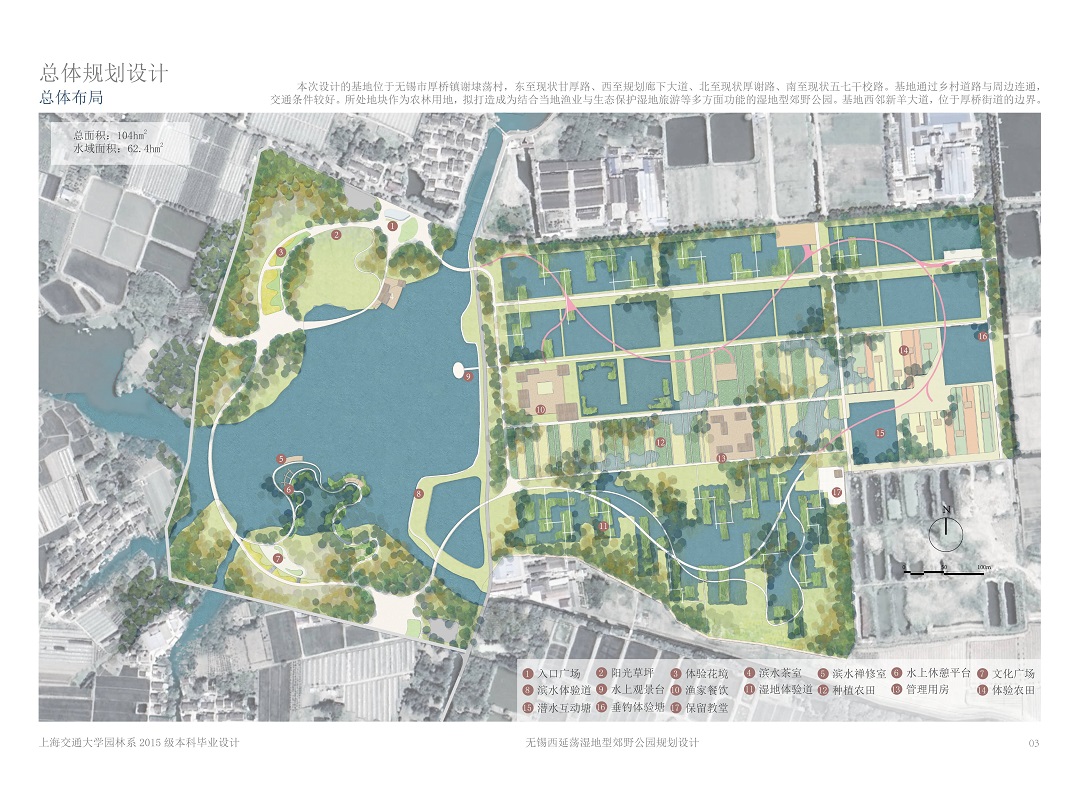 总体规划设计
总体布局
本次设计的基地位于无锡市厚桥镇谢埭荡村，东至现状甘厚路、西至规划廊下大道、北至现状厚谢路、南至现状五七干校路。基地通过乡村道路与周边连通，
交通条件较好。所处地块作为农林用地，拟打造成为结合当地渔业与生态保护湿地旅游等多方面功能的湿地型郊野公园。基地西邻新羊大道，位于厚桥街道的边界。
总面积：104hm²
水域面积：62.4hm²
1
2
3
9
16
14
10
15
12
5
6
8
17
11
7
N
100m
1 入口广场 2 阳光草坪 3 体验花坞 4 滨水茶室 5 滨水禅修室 6 水上休憩平台 7 文化广场
8 滨水体验道 9 水上观景台 10 渔家餐饮 11 湿地体验道 12 种植农田 13 管理用房 14 体验农田
15 潜水互动塘 16 垂钓体验塘 17 保留教堂
上海交通大学园林系 2015 级本科毕业设计
无锡西延荡湿地型郊野公园规划设计
03